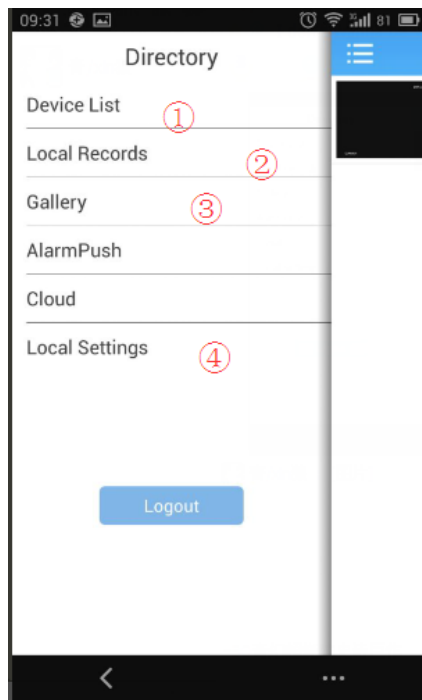 09:31 81
Directory
Device List ①
Local Records ②
Gallery ③
AlarmPush
Cloud
Local Settings ④
Logout